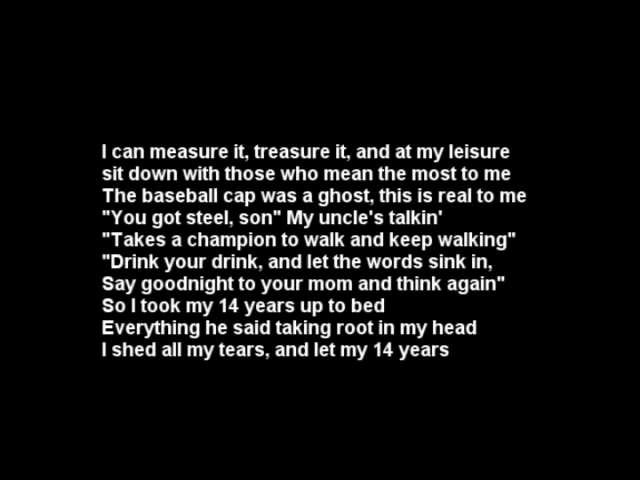 I can measure it, treasure it, and at my leisure
sit down with those who mean the most to me
The baseball cap was a ghost, this is real to me
"You got steel, son" My uncle's talkin'
"Takes a champion to walk and keep walking"
"Drink your drink, and let the words sink in,
Say goodnight to your mom and think again"
So I took my 14 years up to bed
Everything he said taking root in my head
I shed all my tears, and let my 14 years